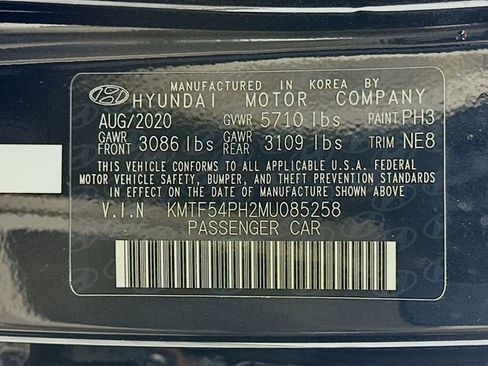 MANUFACTURED IN KOREA BY
HYUNDAI MOTOR COMPANY
AUG/2020 GVWR 5710 lbs PAINT PH3
GAWR FRONT 3086 lbs GAWR REAR 3109 lbs TRIM NE8
THIS VEHICLE CONFORMS TO ALL APPLICABLE U.S.A. FEDERAL
MOTOR VEHICLE SAFETY, BUMPER, AND THEFT PREVENTION STANDARDS
IN EFFECT ON THE DATE OF MANUFACTURE SHOWN ABOVE
V.I.N KMTF54PH2MU085258
PASSENGER CAR